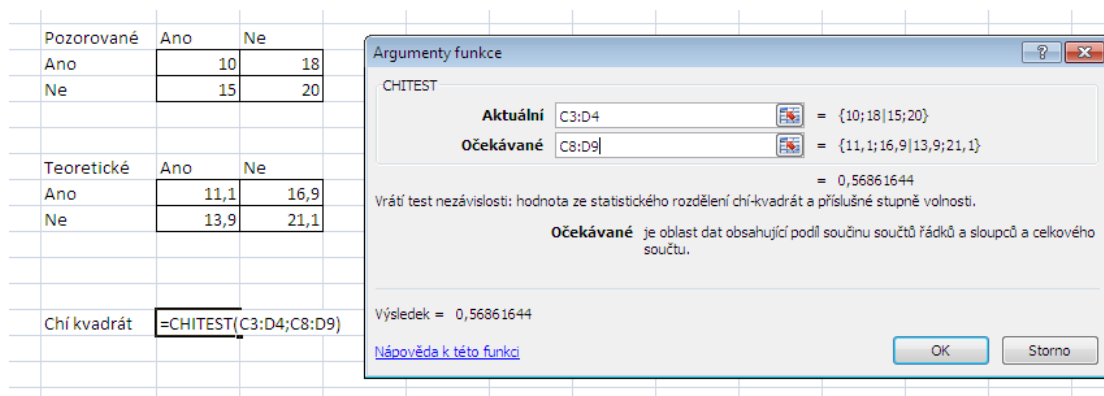 Pozorované Ano Ne
Ano 10 18
Ne 15 20
Teoretické Ano Ne
Ano 11,1 16,9
Ne 13,9 21,1
Chí kvadrát =CHITEST(C3:D4;C8:D9)
Argumenty funkce
CHITEST
Aktuální C3:D4 = {10;18|15;20}
Očekávané C8:D9 = {11,1;16,9|13,9;21,1}
= 0,56861644
Vrátí test nezávislosti: hodnota ze statistického rozdělení chí-kvadrát a příslušné stupně volnosti.
Očekávané je oblast dat obsahující podíl součinu součtů řádků a sloupců a celkového
součtu.
Výsledek = 0,56861644
Nápověda k této funkci OK Storno